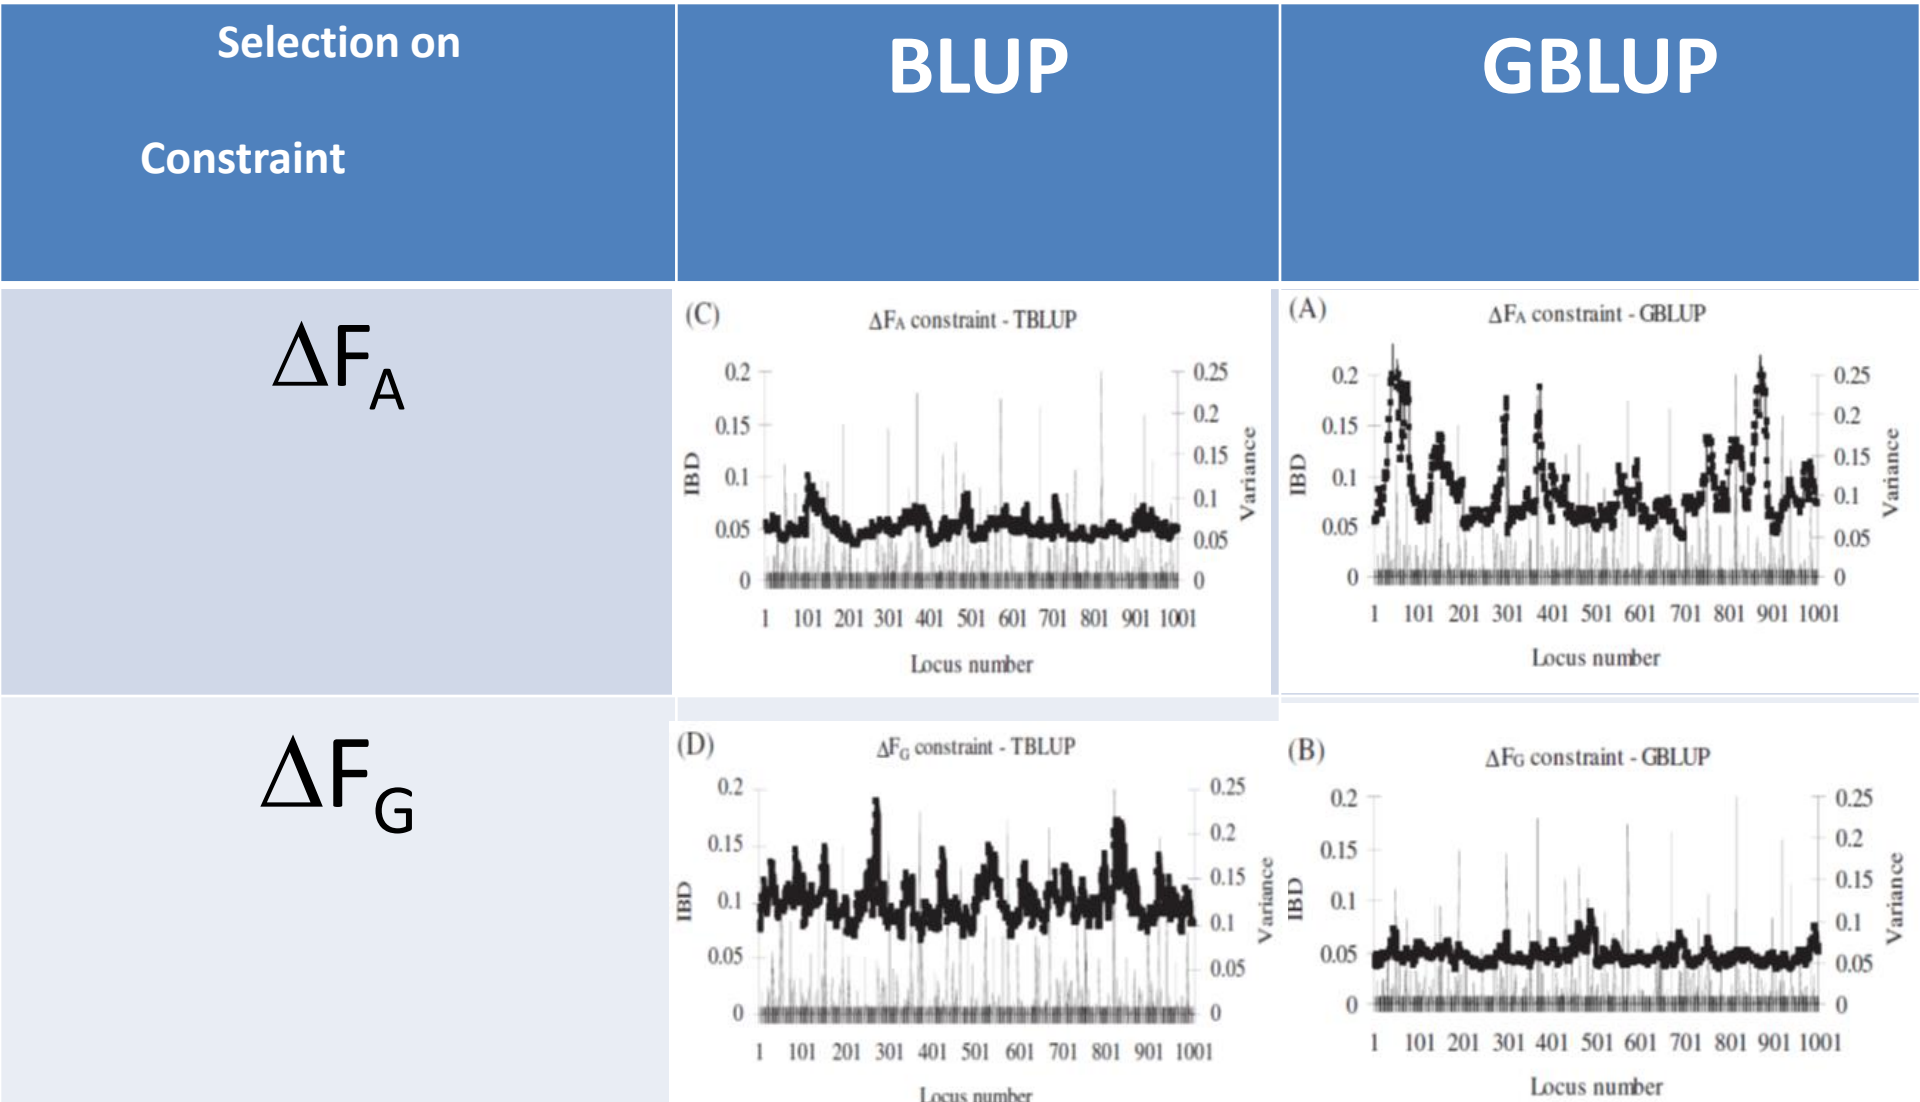 Selection on
Constraint
BLUP
GBLUP
ΔFA
(C)
ΔFA constraint - TBLUP
IBD
0.2
0.15
0.1
0.05
0
0.25
0.2
0.15
0.1
0.05
0
Variance
1 101 201 301 401 501 601 701 801 901 1001
Locus number
(A)
ΔFA constraint - GBLUP
IBD
0.2
0.15
0.1
0.05
0
0.25
0.2
0.15
0.1
0.05
0
Variance
1 101 201 301 401 501 601 701 801 901 1001
Locus number
ΔFG
(D)
ΔFG constraint - TBLUP
IBD
0.2
0.15
0.1
0.05
0
0.25
0.2
0.15
0.1
0.05
0
Variance
1 101 201 301 401 501 601 701 801 901 1001
Locus number
(B)
ΔFG constraint - GBLUP
IBD
0.2
0.15
0.1
0.05
0
0.25
0.2
0.15
0.1
0.05
0
Variance
1 101 201 301 401 501 601 701 801 901 1001
Locus number